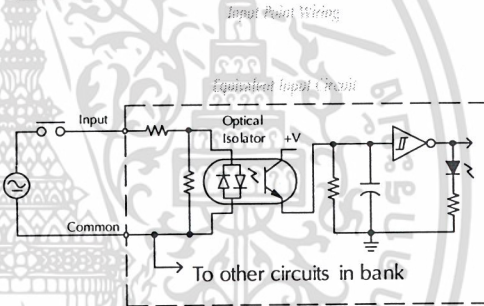 Input Point Wiring
Equivalent Input Circuit
Input
Optical
Isolator
+V
Common
To other circuits in bank